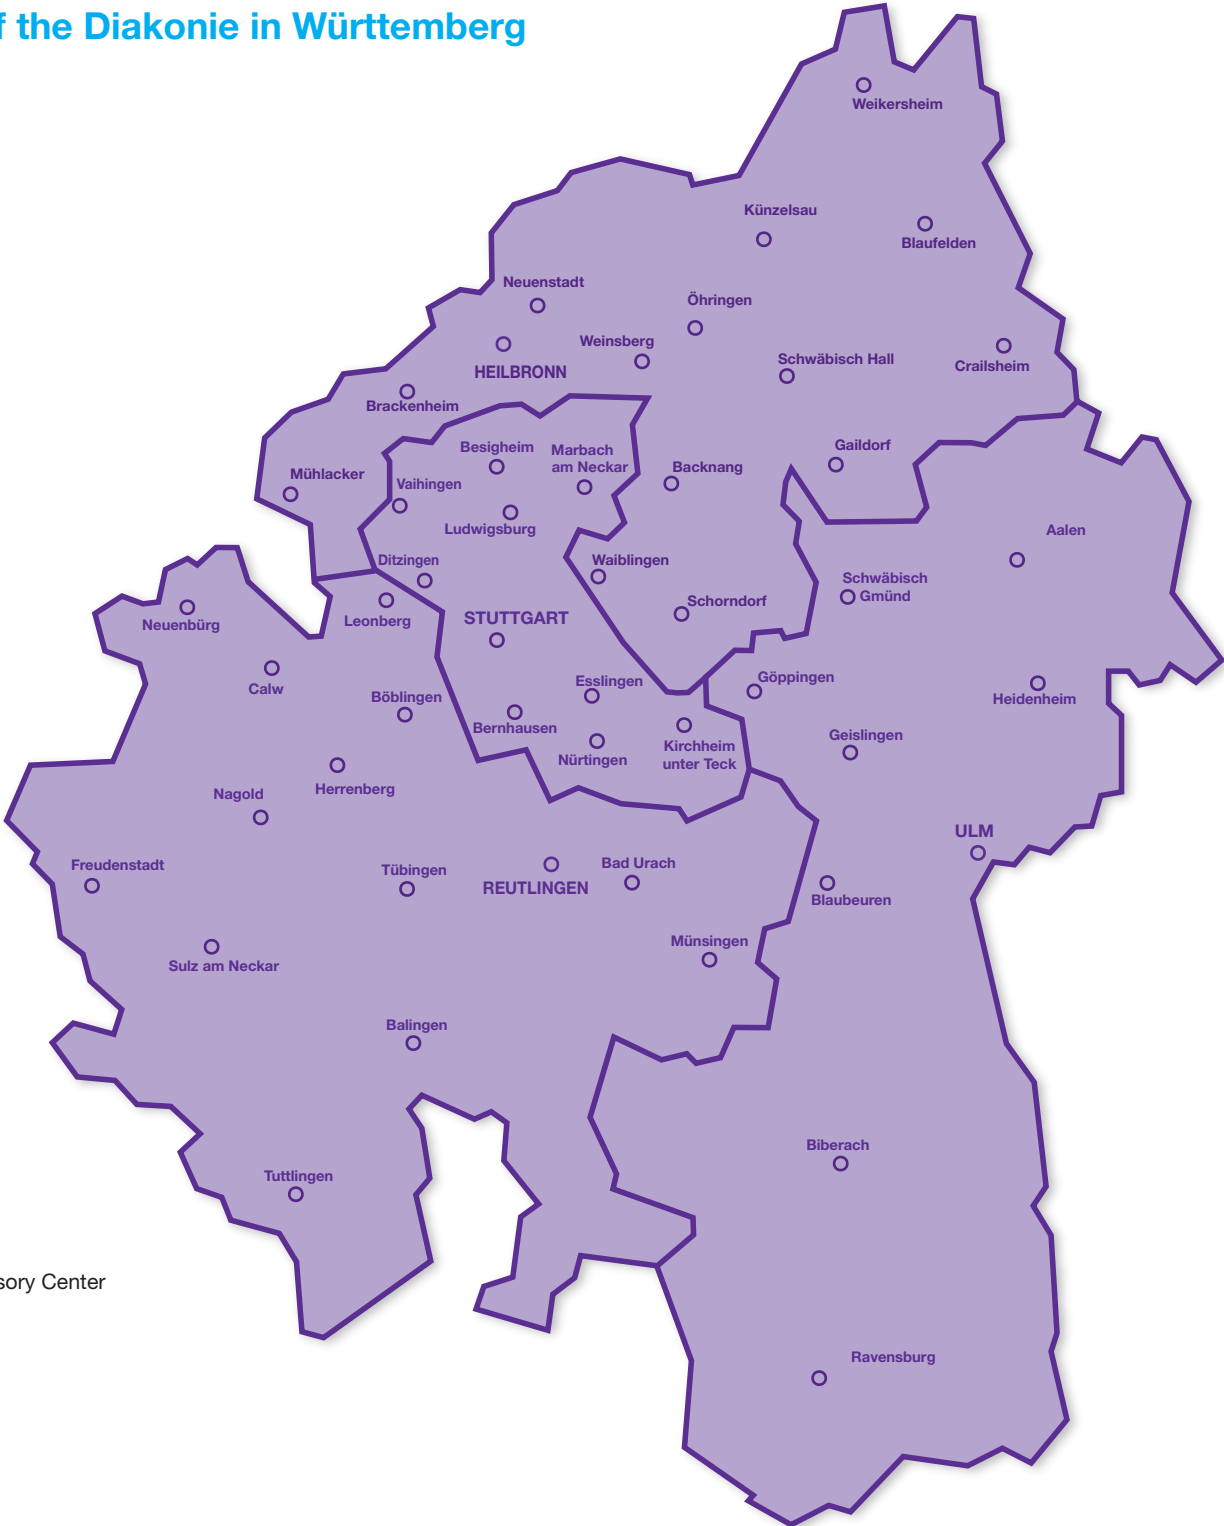 f the Diakonie in Württemberg
Weikersheim
Künzelsau
Blaufelden
Neuenstadt
Öhringen
Weinsberg
Schwäbisch Hall
Crailsheim
HEILBRONN
Brackenheim
Besigheim
Marbach
am Neckar
Gaildorf
Backnang
Mühlacker
Vaihingen
Ludwigsburg
Aalen
Ditzingen
Waiblingen
Schwäbisch
Gmünd
Schorndorf
Leonberg
STUTTGART
Neuenbürg
Göppingen
Esslingen
Calw
Böblingen
Heidenheim
Bernhausen
Geislingen
Kirchheim
unter Teck
Nürtingen
Herrenberg
Nagold
ULM
Freudenstadt
Tübingen
Bad Urach
REUTLINGEN
Blaubeuren
Münsingen
Sulz am Neckar
Balingen
Biberach
Tuttlingen
sory Center
Ravensburg